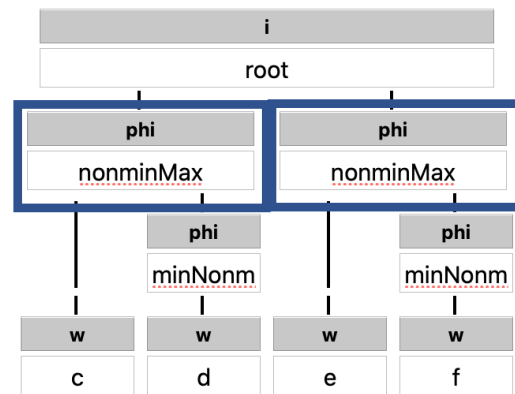 i
root
phi phi
nonminMax nonminMax
phi phi
minNonm minNonm
w w w w
c d e f